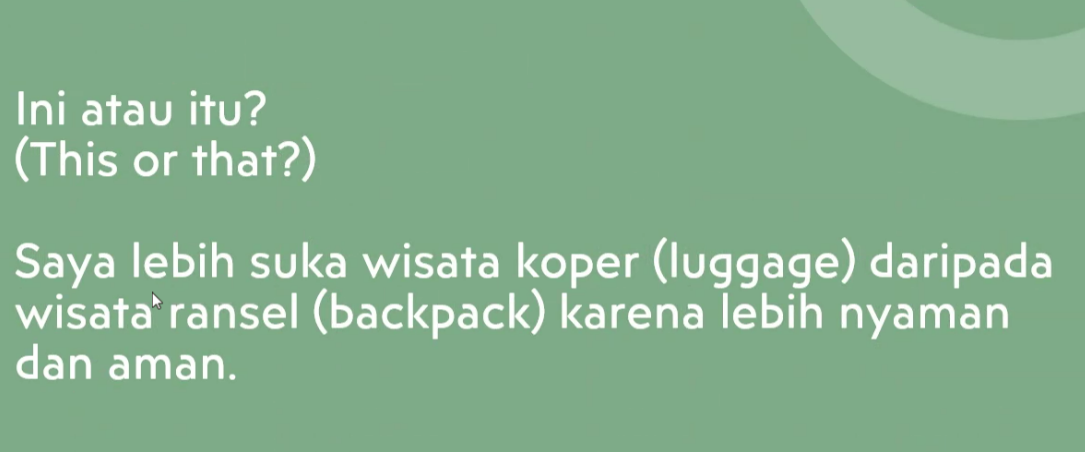 Ini atau itu?
(This or that?)
Saya lebih suka wisata koper (luggage) daripada
wisata ransel (backpack) karena lebih nyaman
dan aman.